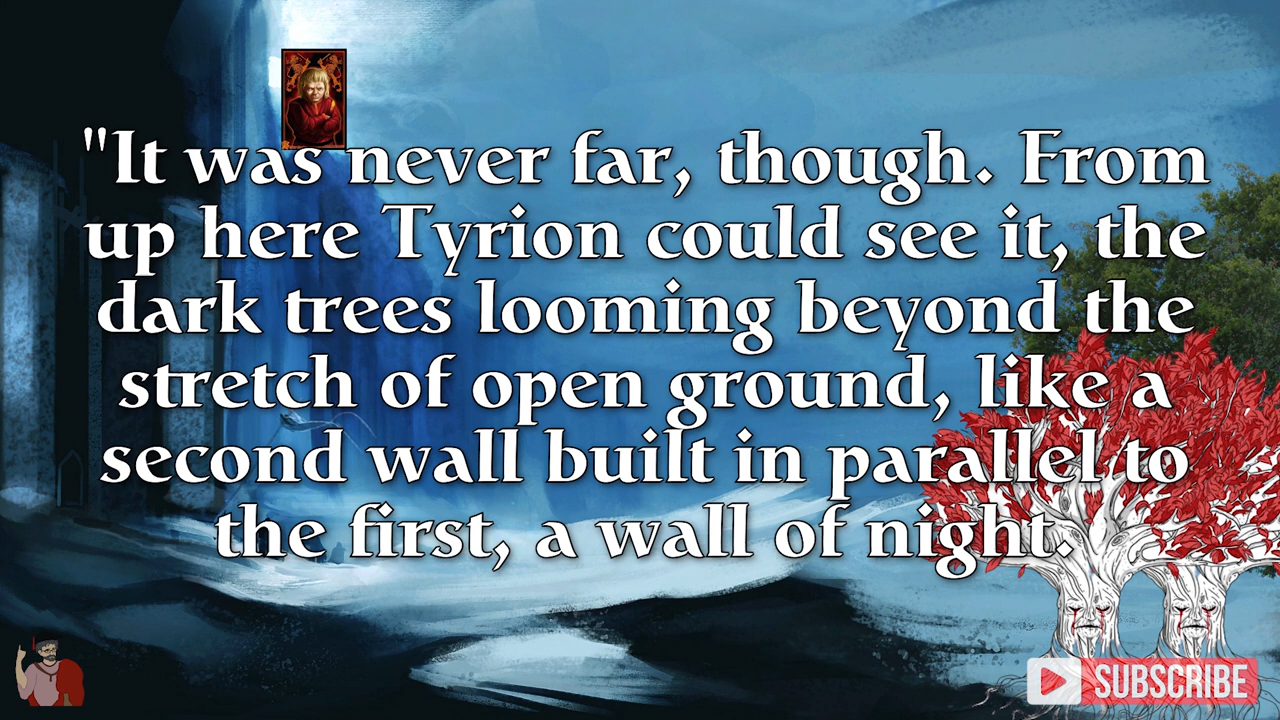 "It was never far, though. From
up here Tyrion could see it, the
dark trees looming beyond the
stretch of open ground, like a
second wall built in parallel to
the first, a wall of night.
SUBSCRIBE